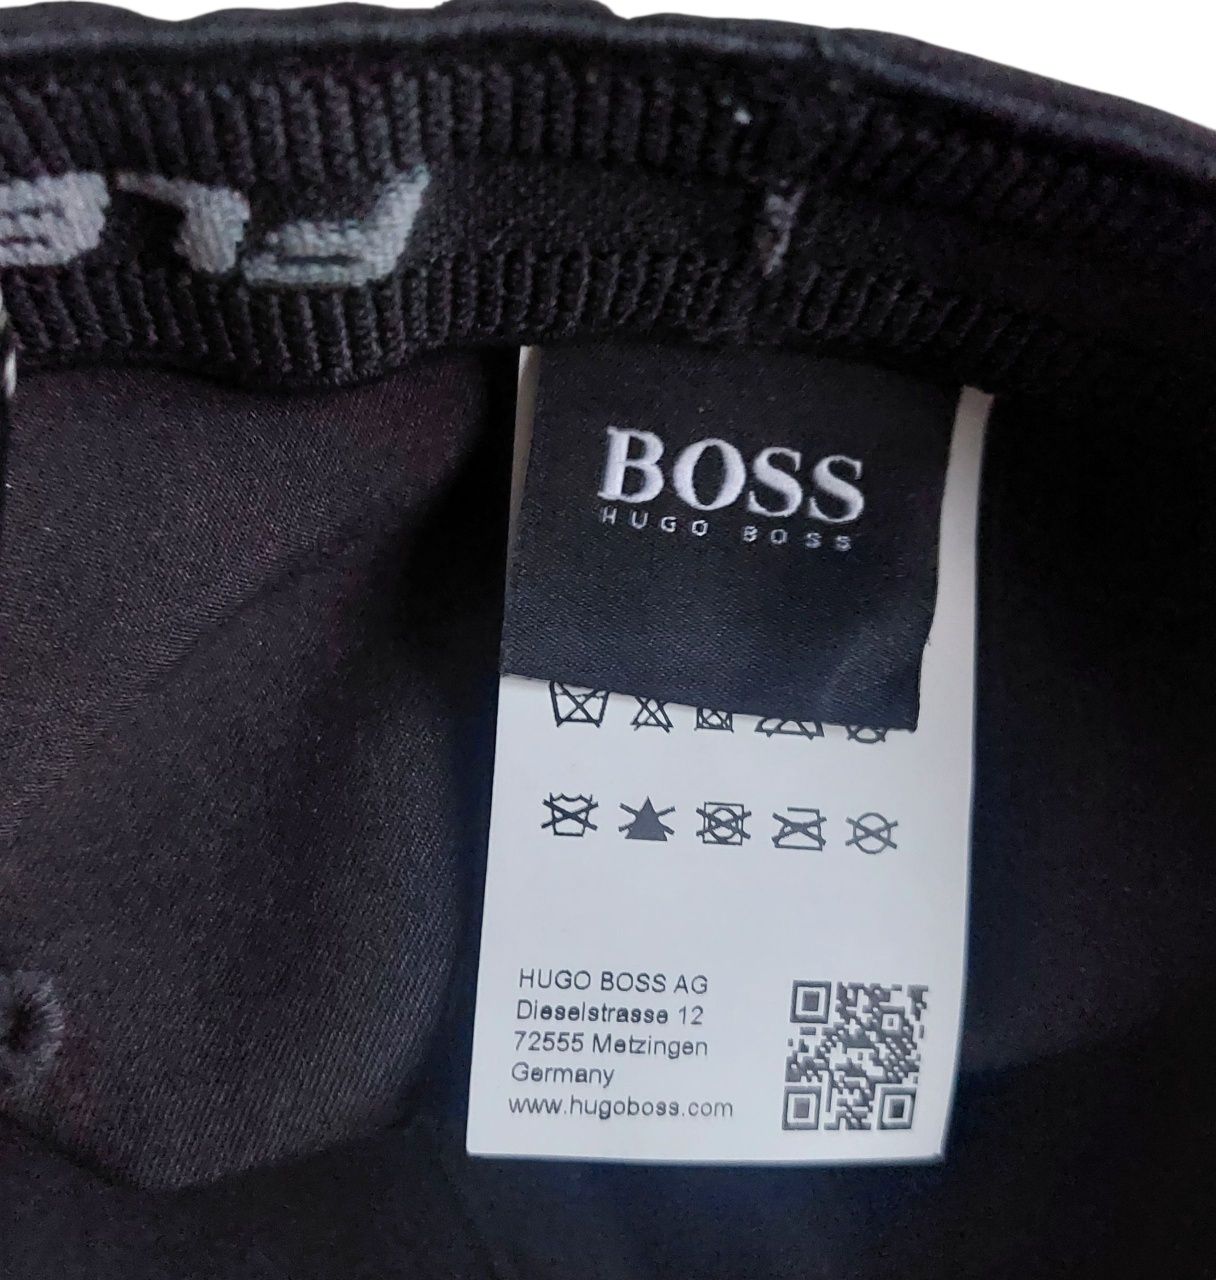 BOSS
HUGO BOSS
HUGO BOSS AG
Dieselstrasse 12
72555 Metzingen
Germany
www.hugoboss.com